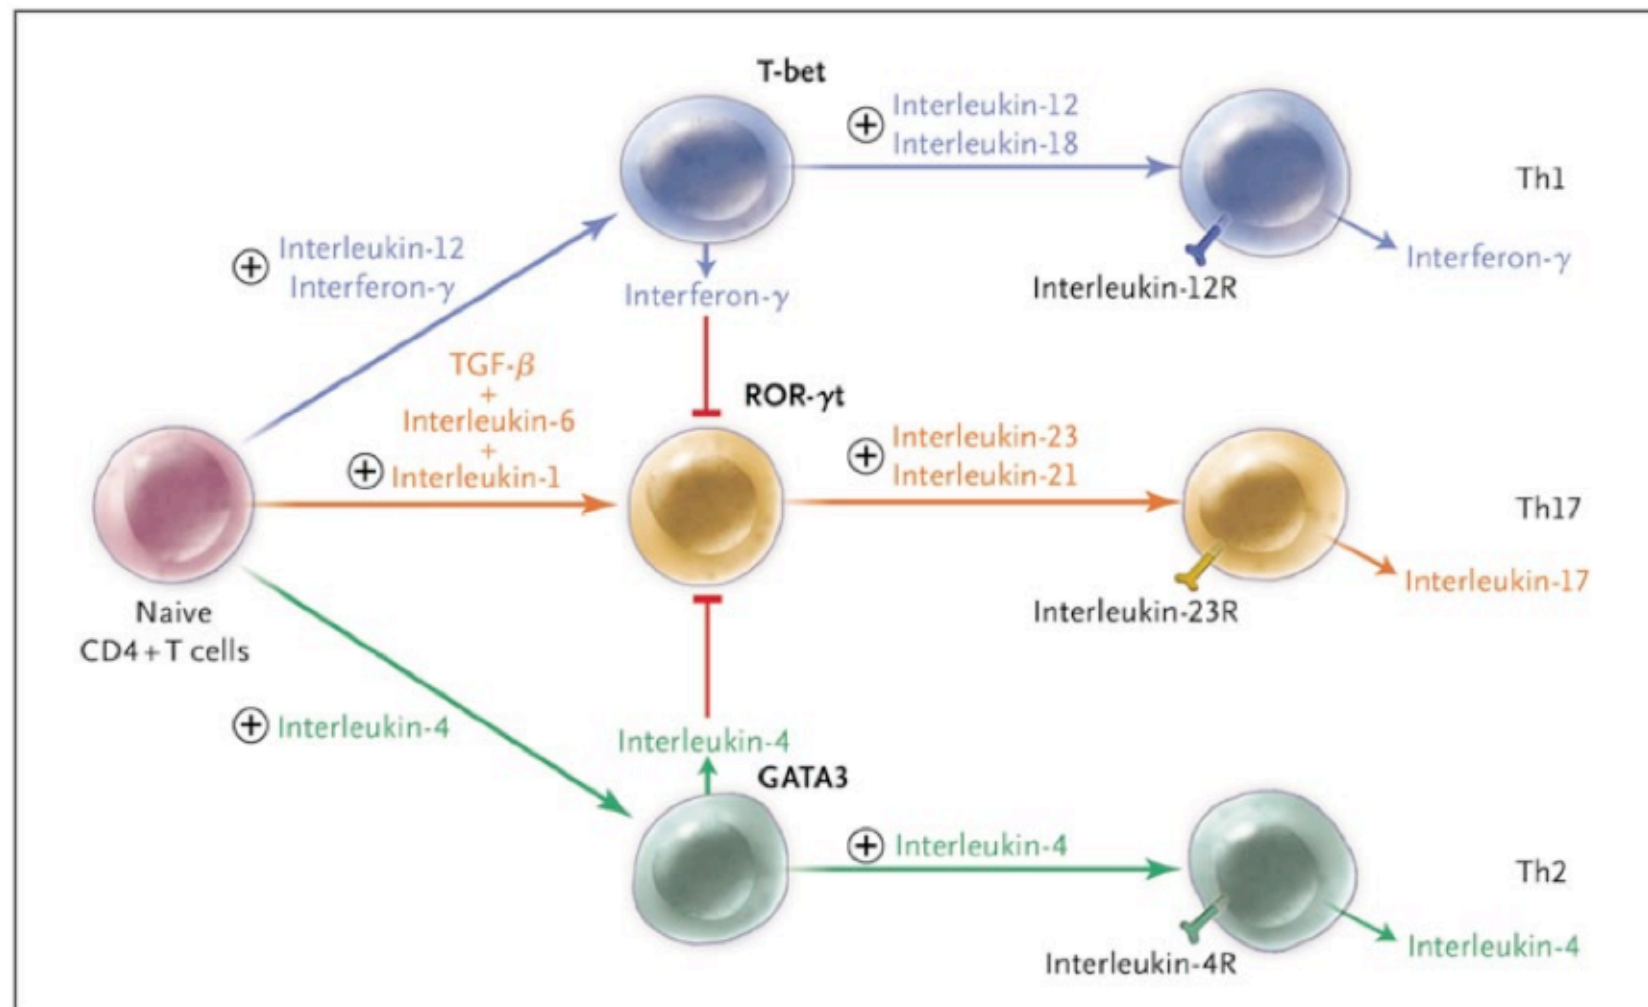 T-bet
Interleukin-12
Interleukin-18
Th1
Interleukin-12
Interferon-γ
Interferon-γ
Interleukin-12R
Interferon-γ
TGF-β
+
Interleukin-6
+
Interleukin-1
ROR-γt
Interleukin-23
Interleukin-21
Th17
Naive
CD4+T cells
Interleukin-23R
Interleukin-17
Interleukin-4
Interleukin-4
GATA3
Interleukin-4
Th2
Interleukin-4R
Interleukin-4